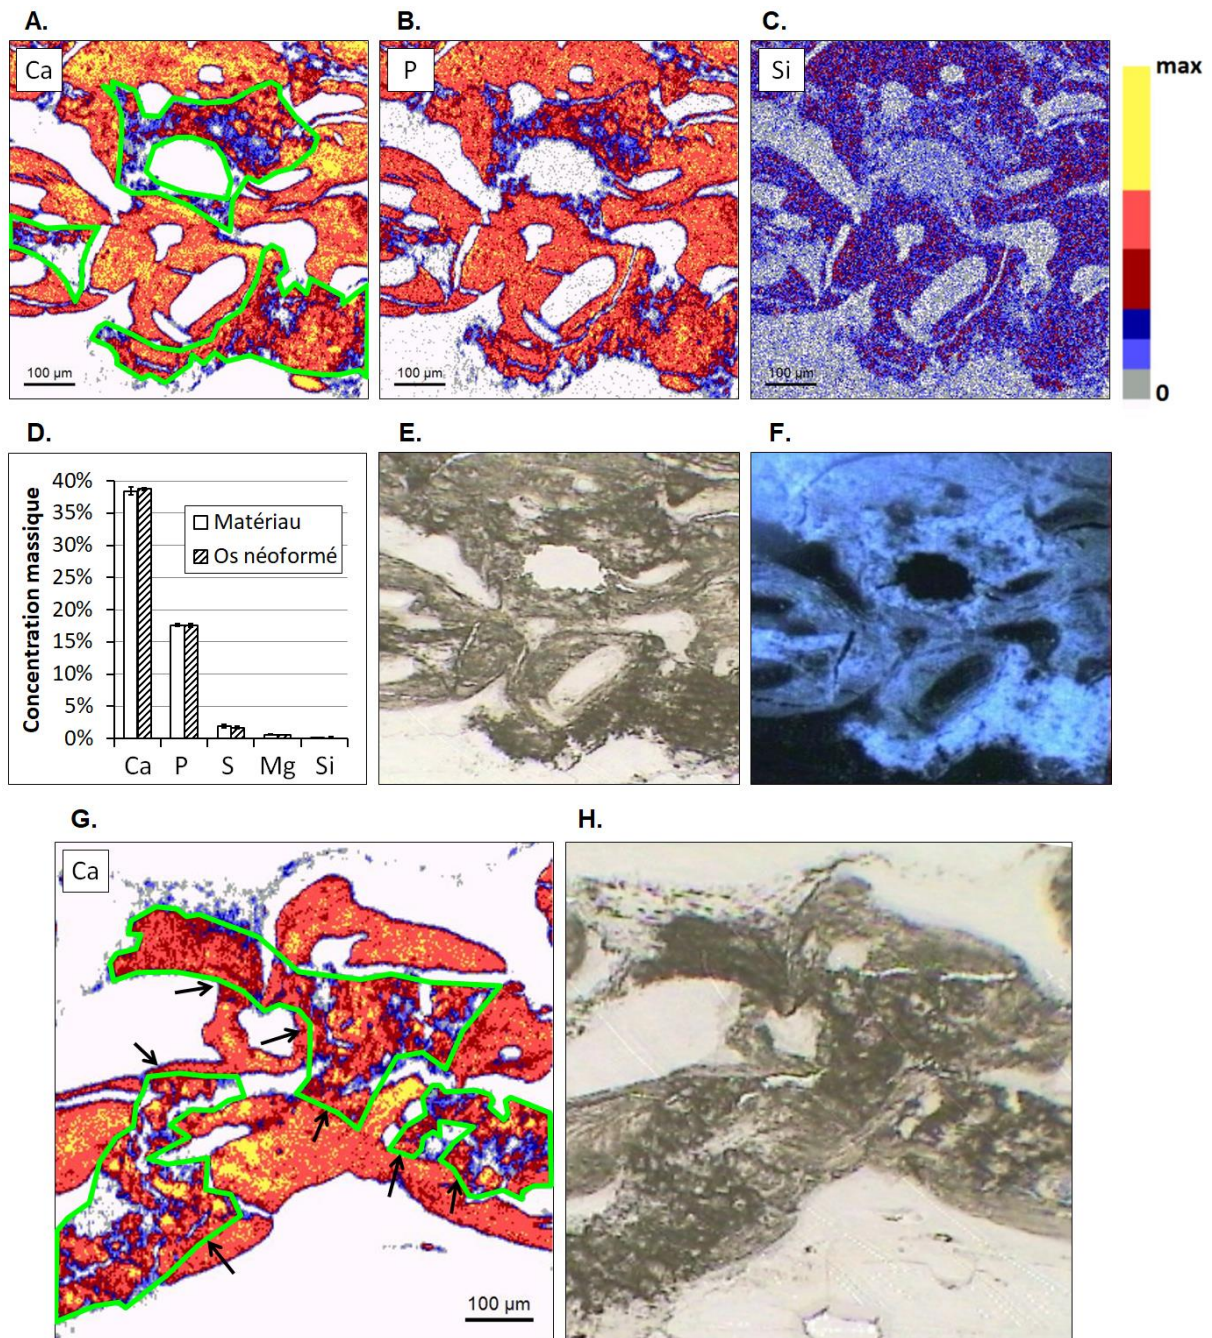 A.
B.
C.
Ca
P
Si
max
0
100 µm
100 µm
100 µm
D.
E.
F.
Concentration massique
40%
35%
30%
25%
20%
15%
10%
5%
0%
Matériau
Os néoformé
Ca P S Mg Si
G.
H.
Ca
100 µm